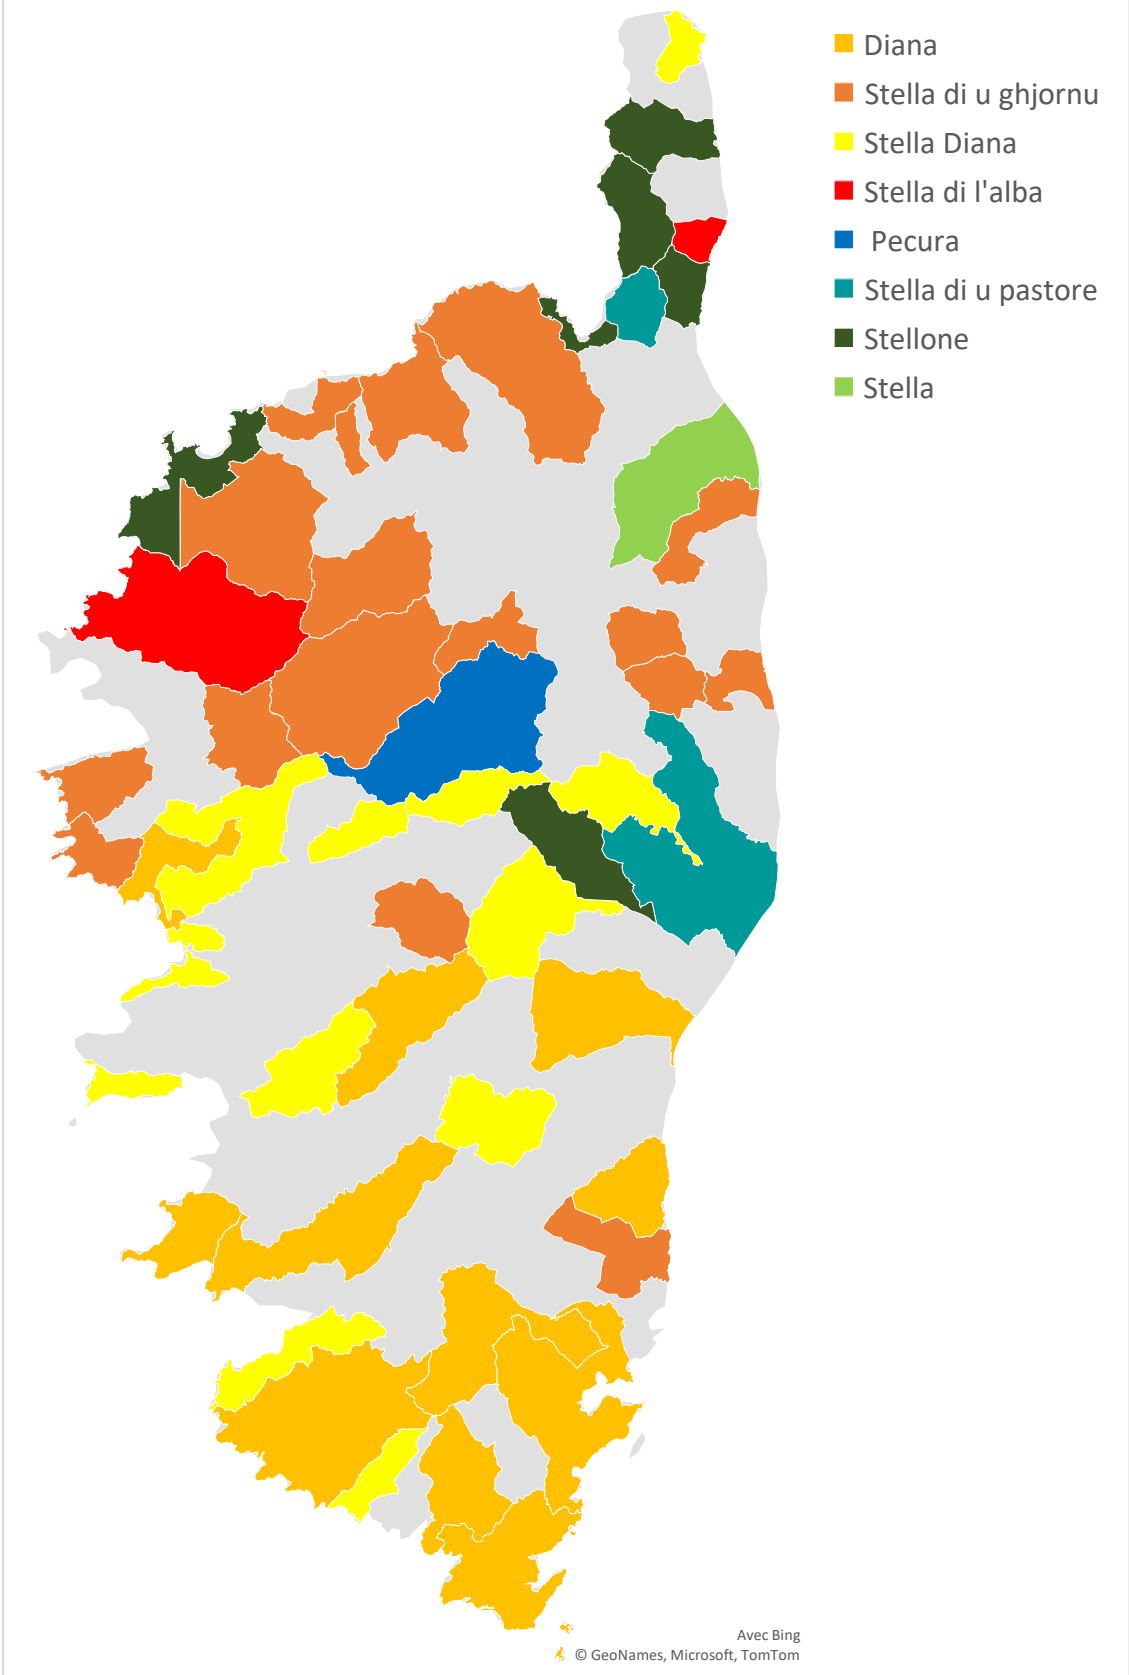 Diana
Stella di u ghjornu
Stella Diana
Stella di l'alba
Pecura
Stella di u pastore
Stellone
Stella
Avec Bing
© GeoNames, Microsoft, TomTom